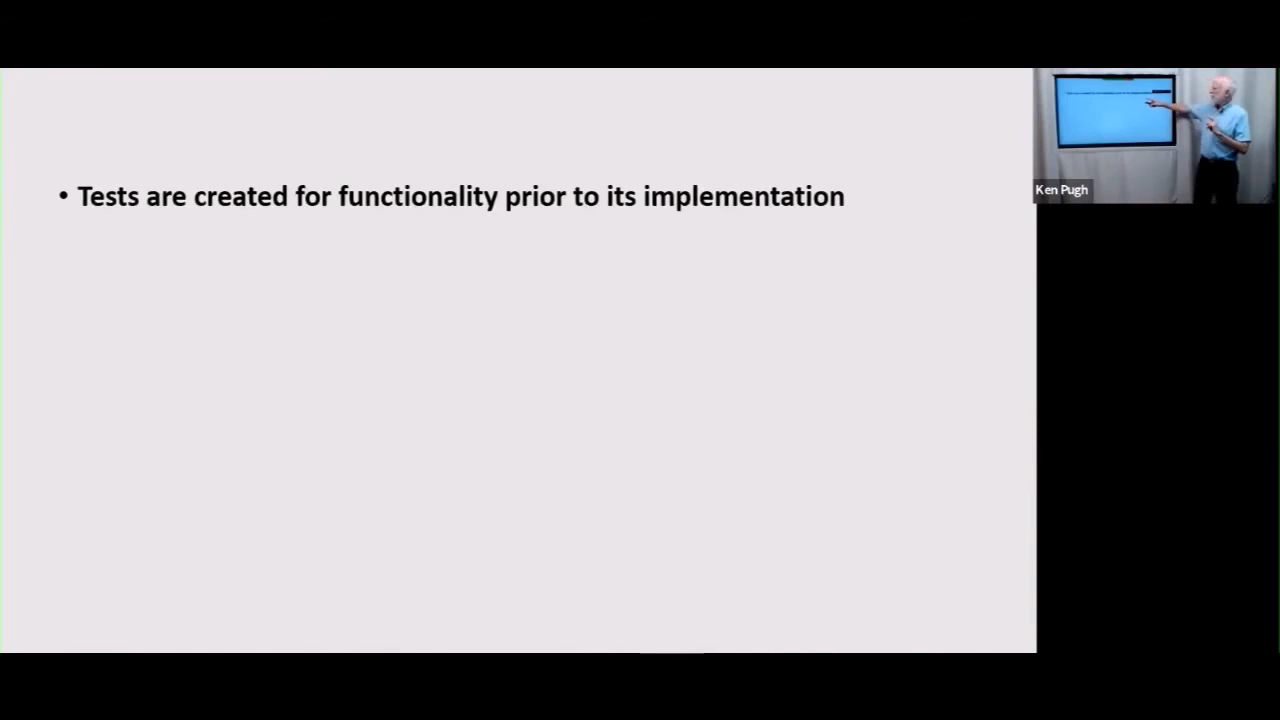 • Tests are created for functionality prior to its implementation
Ken Pugh